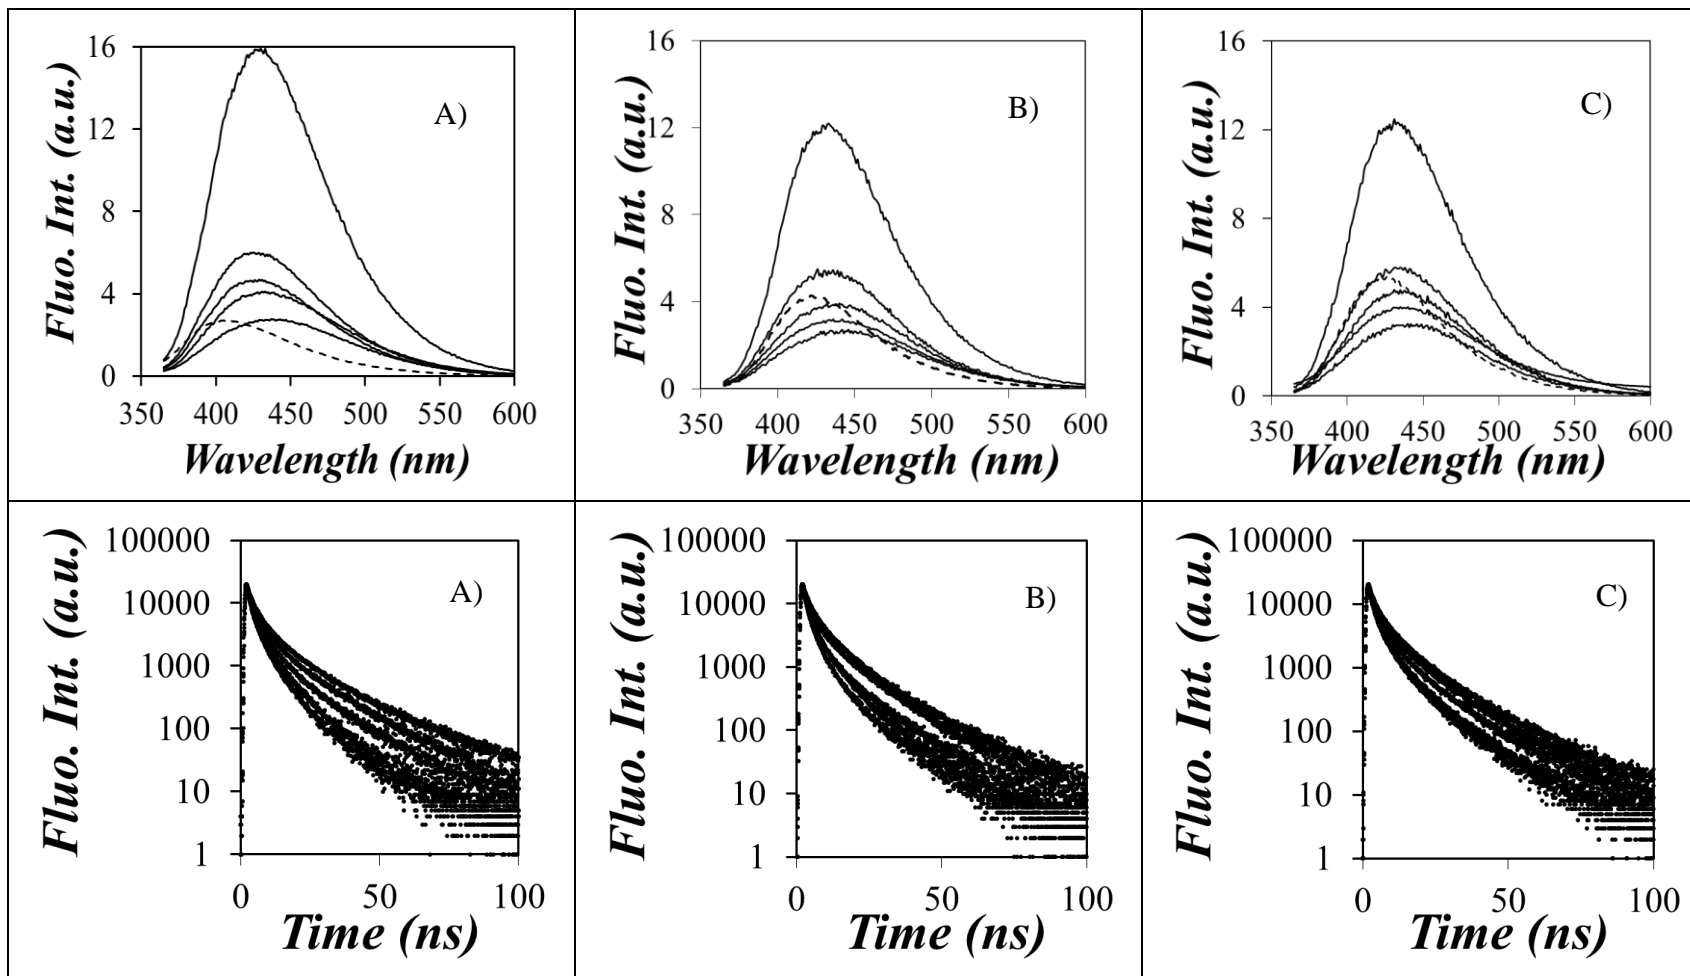 Fluo. Int. (a.u.)
16
12
8
4
0
A)
350 400 450 500 550 600
Wavelength (nm)
Fluo. Int. (a.u.)
16
12
8
4
0
B)
350 400 450 500 550 600
Wavelength (nm)
Fluo. Int. (a.u.)
16
12
8
4
0
C)
350 400 450 500 550 600
Wavelength (nm)
Fluo. Int. (a.u.)
100000
10000
1000
100
10
1
A)
0 50 100
Time (ns)
Fluo. Int. (a.u.)
100000
10000
1000
100
10
1
B)
0 50 100
Time (ns)
Fluo. Int. (a.u.)
100000
10000
1000
100
10
1
C)
0 50 100
Time (ns)